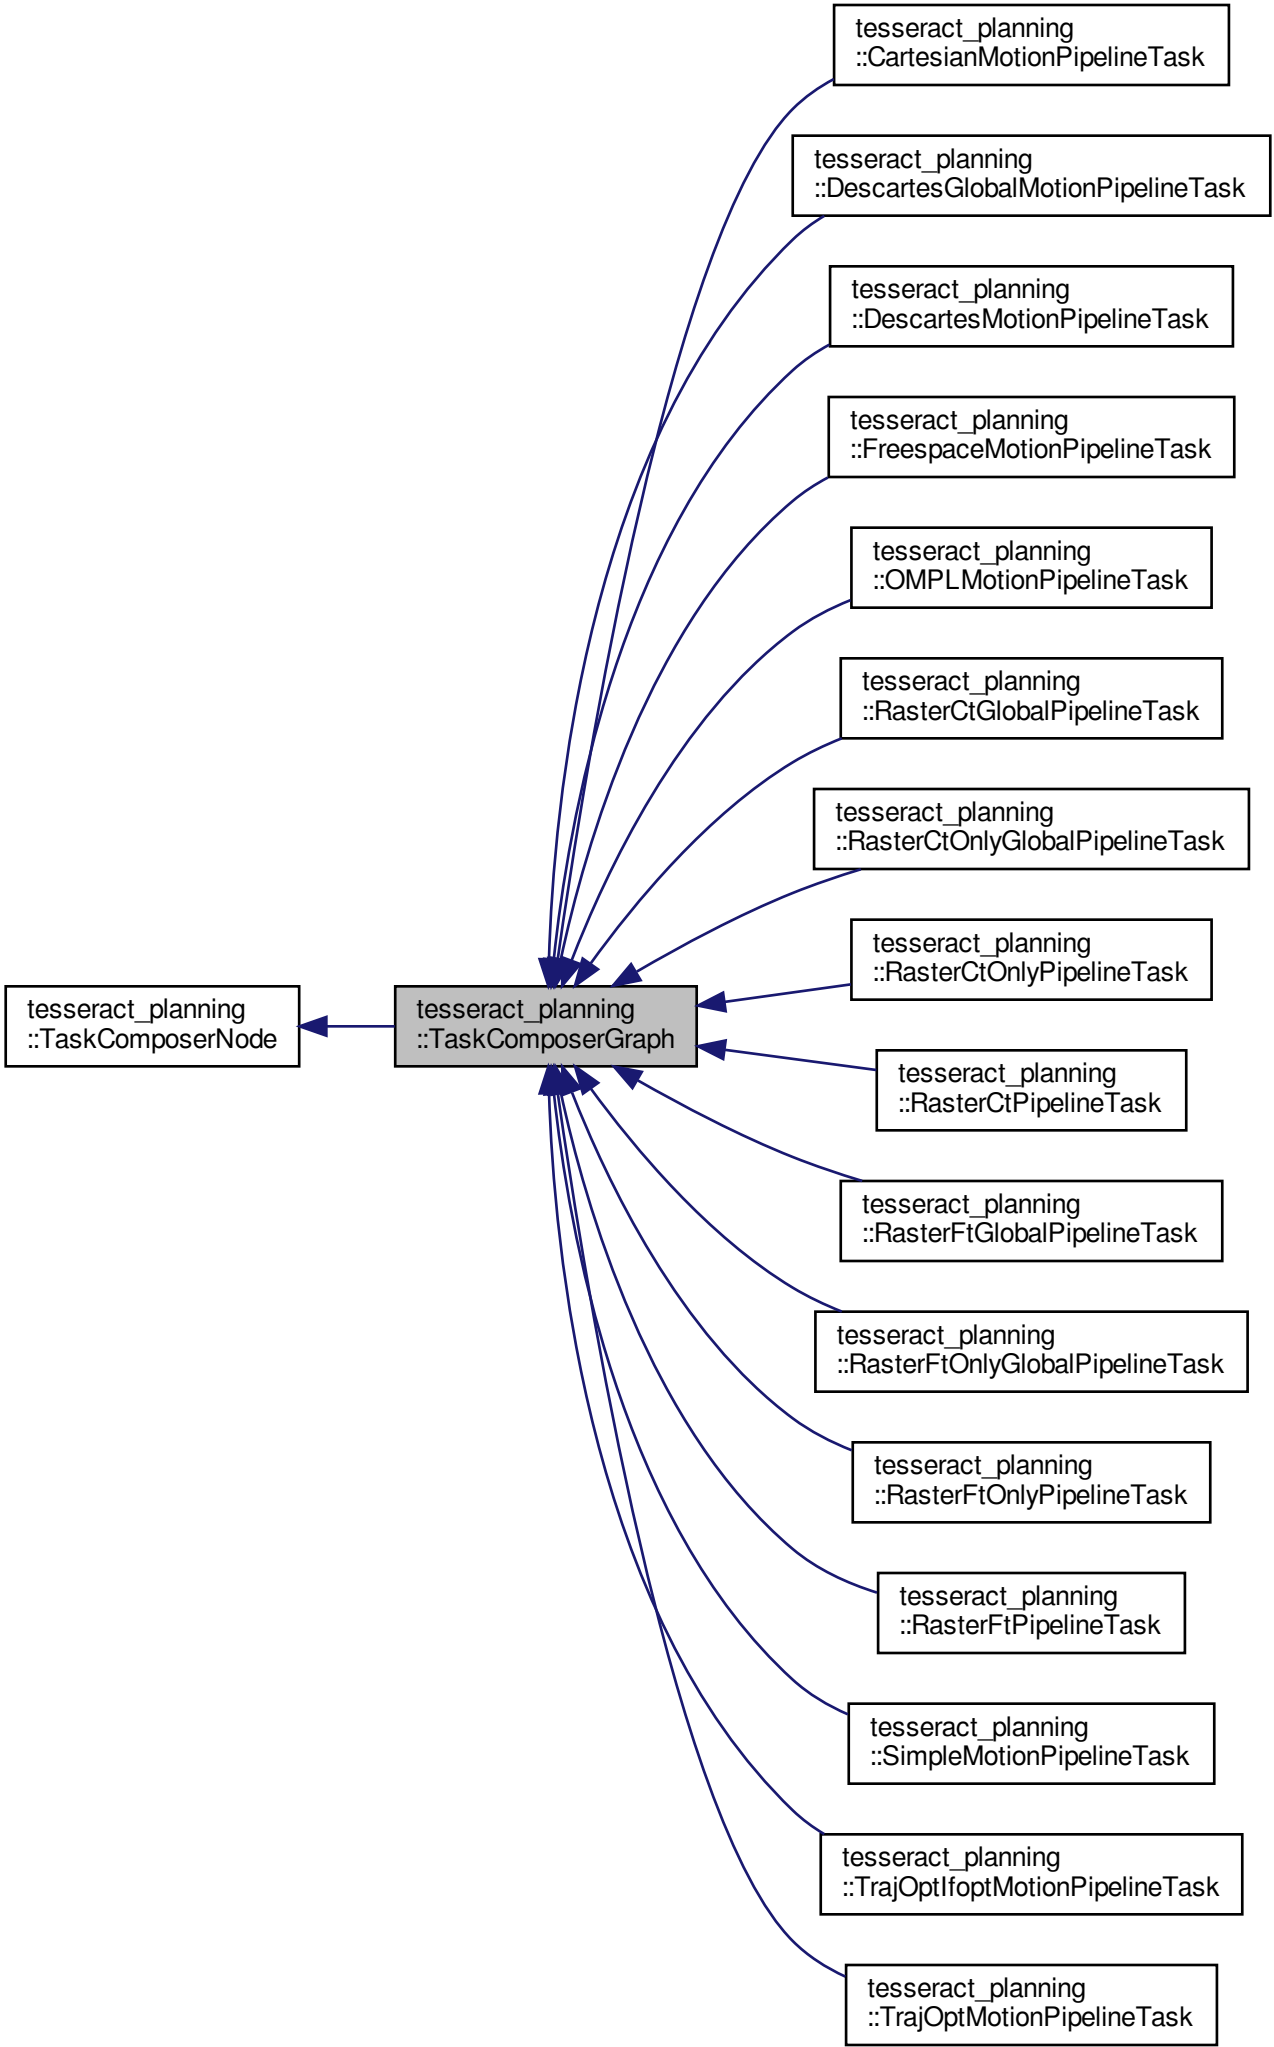 tesseract_planning
::CartesianMotionPipelineTask
tesseract_planning
::DescartesGlobalMotionPipelineTask
tesseract_planning
::DescartesMotionPipelineTask
tesseract_planning
::FreespaceMotionPipelineTask
tesseract_planning
::OMPLMotionPipelineTask
tesseract_planning
::RasterCtGlobalPipelineTask
tesseract_planning
::RasterCtOnlyGlobalPipelineTask
tesseract_planning
::RasterCtOnlyPipelineTask
tesseract_planning
::TaskComposerNode
tesseract_planning
::TaskComposerGraph
tesseract_planning
::RasterCtPipelineTask
tesseract_planning
::RasterFtGlobalPipelineTask
tesseract_planning
::RasterFtOnlyGlobalPipelineTask
tesseract_planning
::RasterFtOnlyPipelineTask
tesseract_planning
::RasterFtPipelineTask
tesseract_planning
::SimpleMotionPipelineTask
tesseract_planning
::TrajOptIfoptMotionPipelineTask
tesseract_planning
::TrajOptMotionPipelineTask